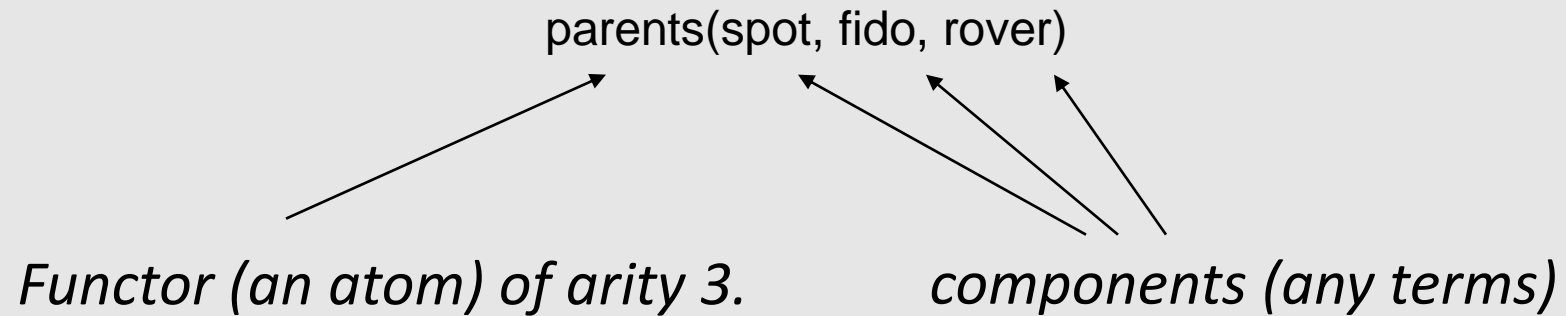 parents(spot, fido, rover)
Functor (an atom) of arity 3.
components (any terms)